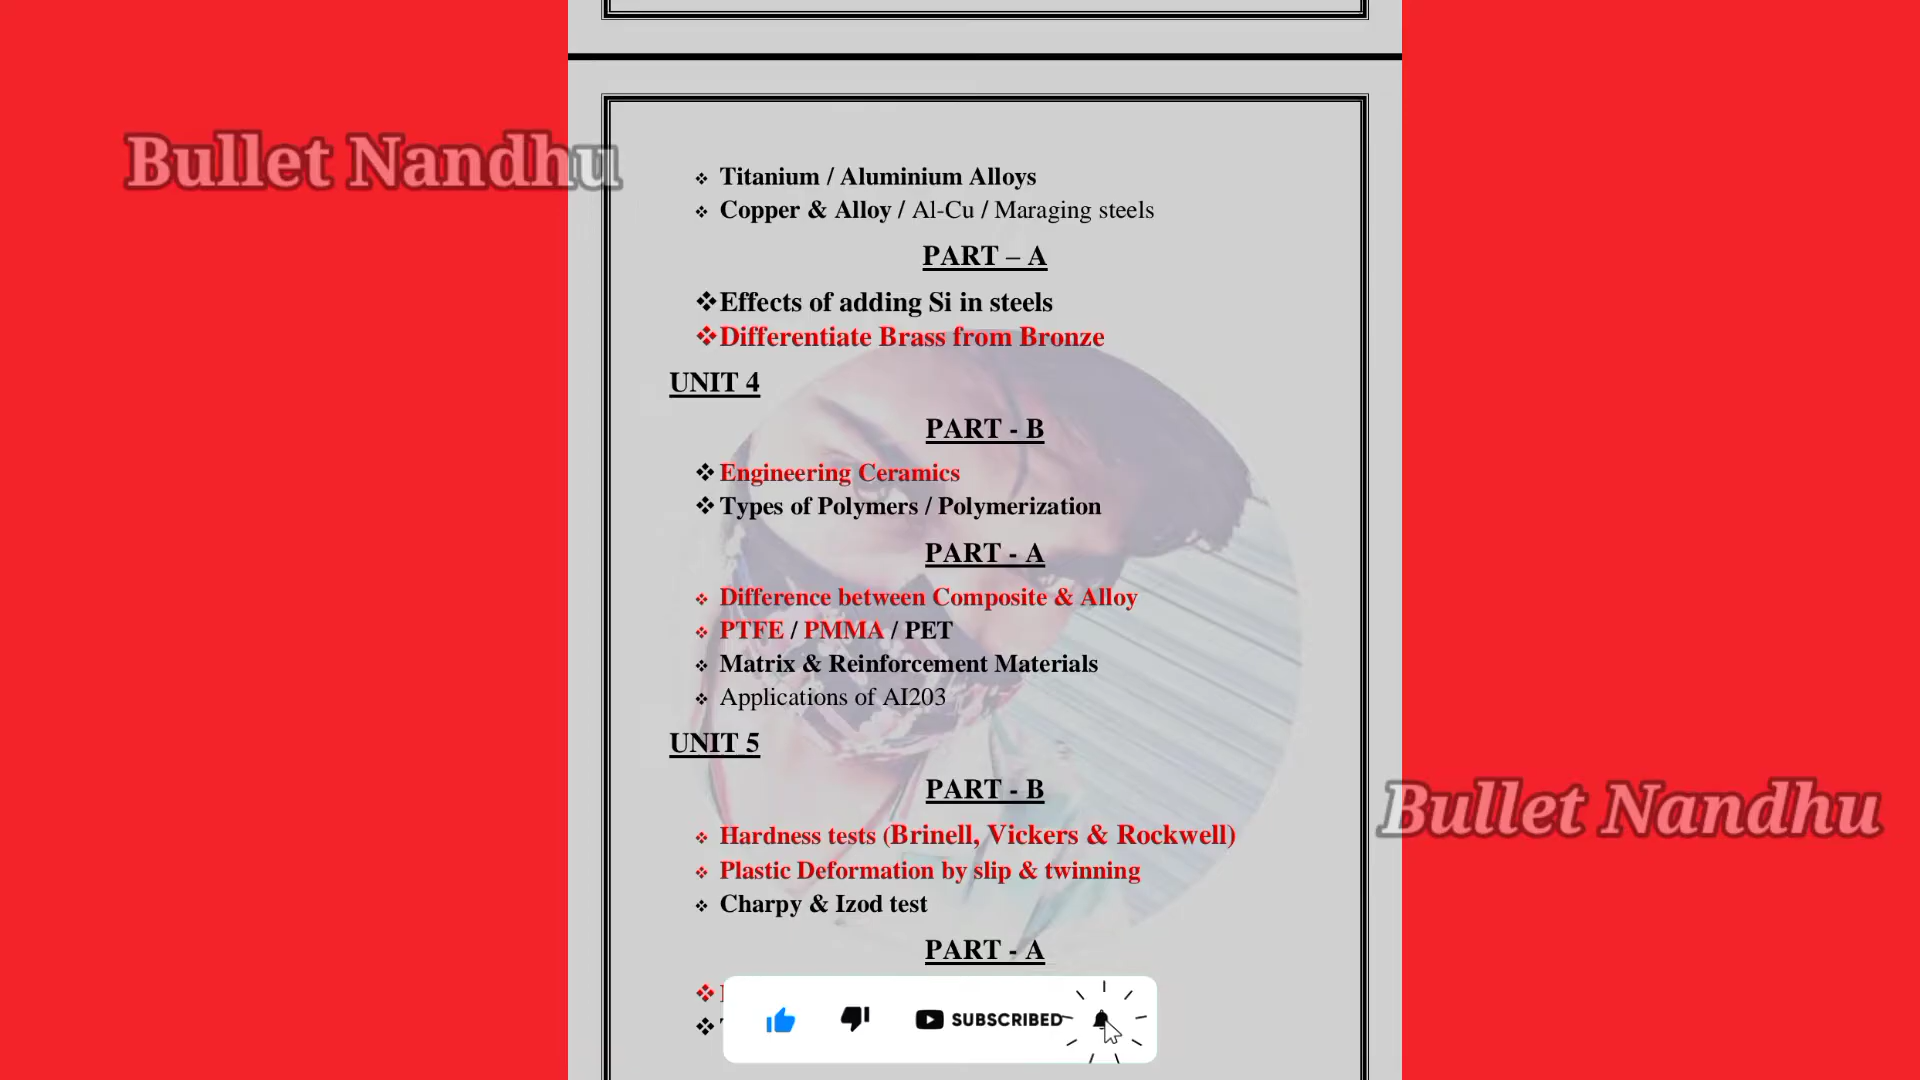 Bullet Nandhu
Titanium / Aluminium Alloys
Copper & Alloy / Al-Cu / Maraging steels
PART – A
Effects of adding Si in steels
Differentiate Brass from Bronze
UNIT 4
PART - B
Engineering Ceramics
Types of Polymers / Polymerization
PART - A
Difference between Composite & Alloy
PTFE / PMMA / PET
Matrix & Reinforcement Materials
Applications of AI203
UNIT 5
PART - B
Bullet Nandhu
Hardness tests (Brinell, Vickers & Rockwell)
Plastic Deformation by slip & twinning
Charpy & Izod test
PART - A
SUBSCRIBED